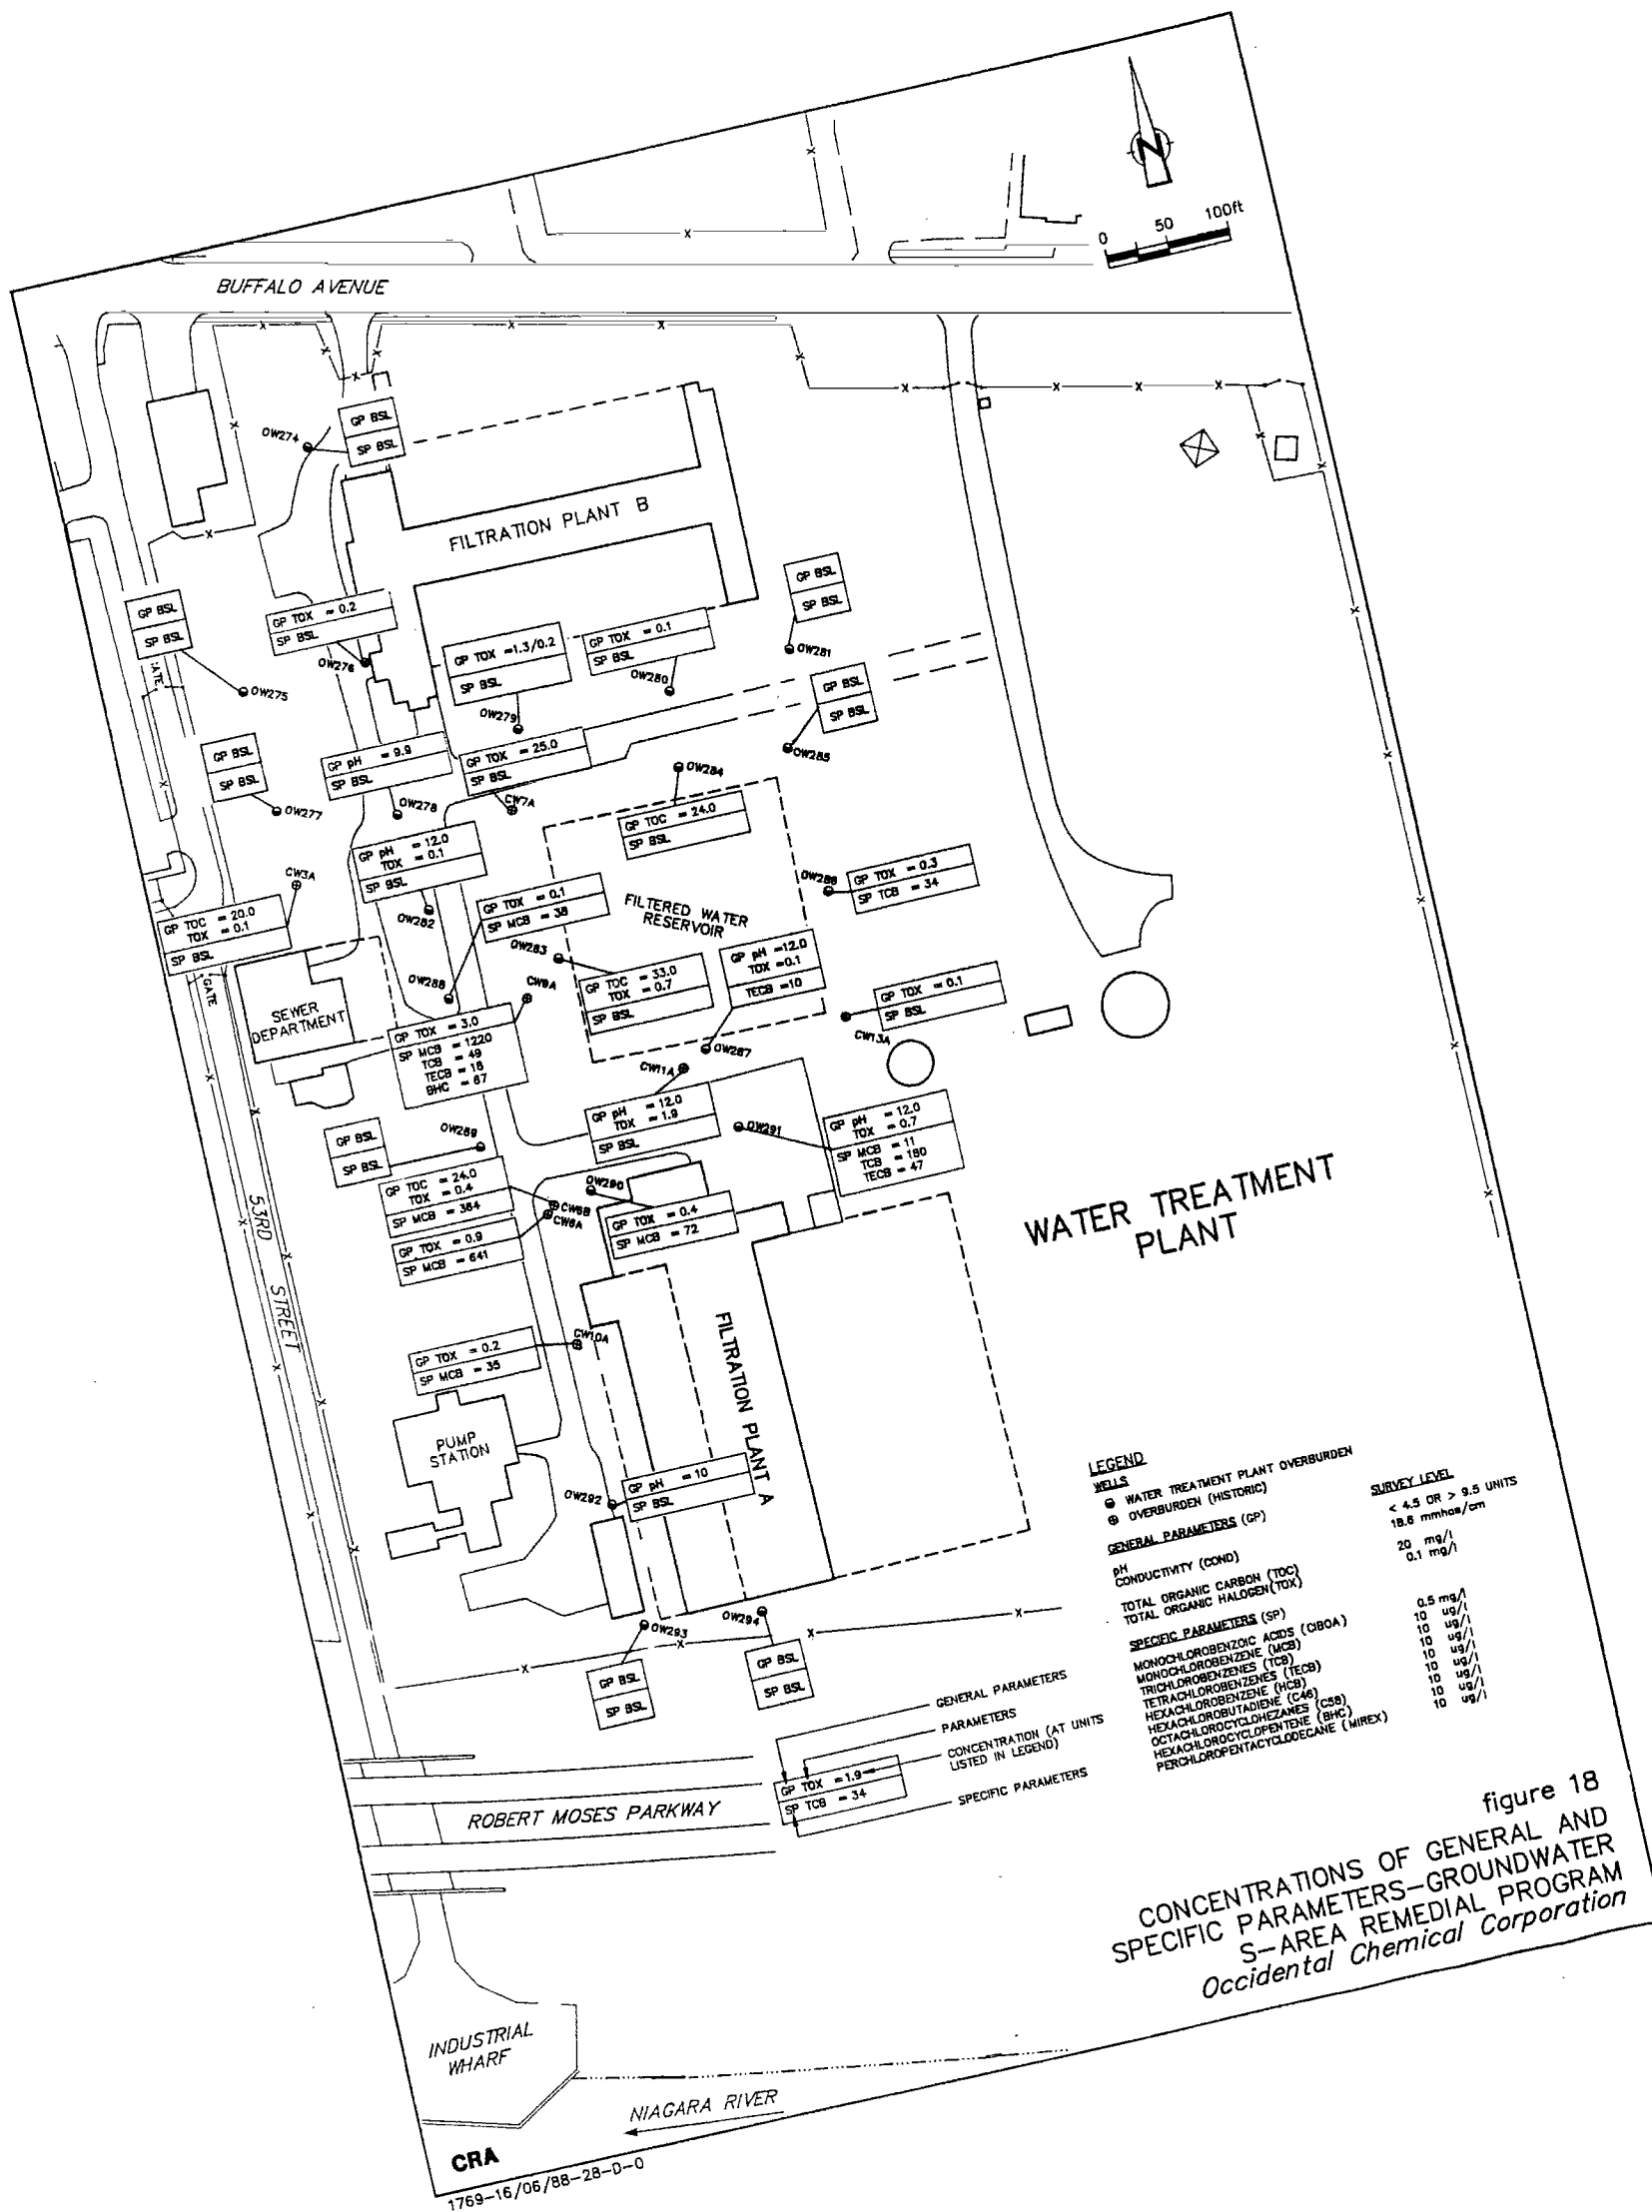 N
0 50 100ft
BUFFALO AVENUE
OW274
GP BSL
SP BSL
FILTRATION PLANT B
GP BSL
SP BSL
GATE
OW275
GP TOX = 0.2
SP BSL
OW276
GP TOX =1.3/0.2
SP BSL
OW279
GP TOX = 0.1
SP BSL
OW280
GP BSL
SP BSL
OW281
GP BSL
SP BSL
OW285
GP BSL
SP BSL
OW277
GP pH = 9.9
SP BSL
OW278
GP TOX = 25.0
SP BSL
CW7A
OW284
GP TOC = 24.0
SP BSL
GP pH = 12.0
TOX = 0.1
SP BSL
OW282
CW3A
GP TOC = 20.0
TOX = 0.1
SP BSL
GATE
GP TOX = 0.1
SP MCB = 38
OW288
FILTERED WATER
RESERVOIR
OW286
GP TOX = 0.3
SP TCB = 34
OW283
GP TOC = 33.0
TOX = 0.7
SP BSL
GP pH =12.0
TOX =0.1
TECB =10
OW287
GP TOX = 0.1
SP BSL
CW13A
SEWER
DEPARTMENT
CW9A
GP TOX = 3.0
SP MCB = 1220
TCB = 49
TECB = 18
BHC = 67
CW11A
GP pH = 12.0
TOX = 1.9
SP BSL
OW291
GP pH = 12.0
TOX = 0.7
SP MCB = 11
TCB = 180
TECB = 47
GP BSL
SP BSL
OW289
GP TOC = 24.0
TOX = 0.4
SP MCB = 364
CW6B
CW6A
GP TOX = 0.9
SP MCB = 641
OW290
GP TOX = 0.4
SP MCB = 72
WATER TREATMENT
PLANT
53RD STREET
GP TOX = 0.2
SP MCB = 35
CW10A
FILTRATION PLANT A
PUMP
STATION
OW292
GP pH = 10
SP BSL
OW293
GP BSL
SP BSL
OW294
GP BSL
SP BSL
LEGEND
WELLS
WATER TREATMENT PLANT OVERBURDEN
OVERBURDEN (HISTORIC)
GENERAL PARAMETERS (GP) SURVEY LEVEL
pH < 4.5 OR > 9.5 UNITS
CONDUCTIVITY (COND) 18.6 mmhos/cm
TOTAL ORGANIC CARBON (TOC) 20 mg/l
TOTAL ORGANIC HALOGEN(TOX) 0.1 mg/l
SPECIFIC PARAMETERS (SP)
MONOCHLOROBENZOIC ACIDS (ClBOA) 0.5 mg/l
MONOCHLOROBENZENE (MCB) 10 ug/l
TRICHLOROBENZENES (TCB) 10 ug/l
TETRACHLOROBENZENES (TECB) 10 ug/l
HEXACHLOROBENZENE (HCB) 10 ug/l
HEXACHLOROBUTADIENE (C46) 10 ug/l
OCTACHLOROCYCLOHEZANES (C58) 10 ug/l
HEXACHLOROCYCLOPENTENE (BHC) 10 ug/l
PERCHLOROPENTACYCLODECANE (MIREX) 10 ug/l
GENERAL PARAMETERS
PARAMETERS
CONCENTRATION (AT UNITS
LISTED IN LEGEND)
GP TOX =1.9
SP TCB = 34
SPECIFIC PARAMETERS
ROBERT MOSES PARKWAY
figure 18
CONCENTRATIONS OF GENERAL AND
SPECIFIC PARAMETERS-GROUNDWATER
S-AREA REMEDIAL PROGRAM
Occidental Chemical Corporation
INDUSTRIAL
WHARF
NIAGARA RIVER
CRA
1769-16/06/88-28-D-0